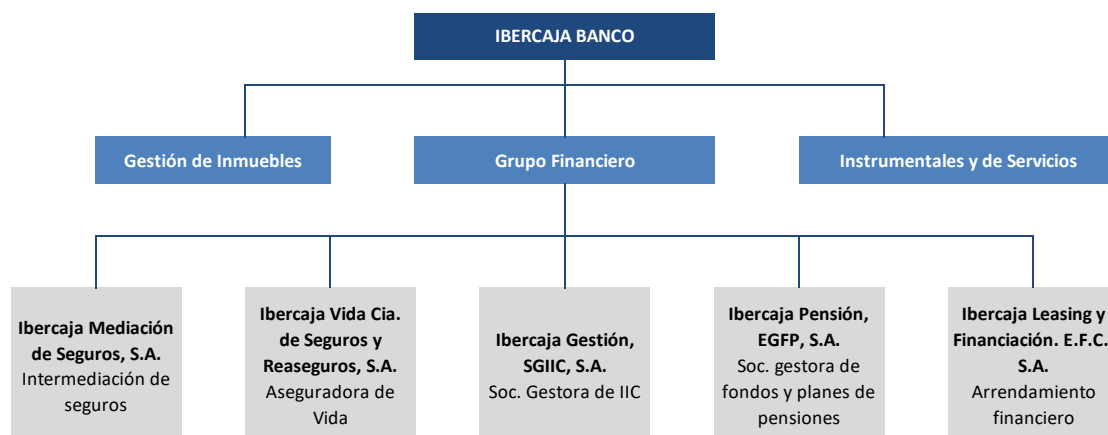 IBERCAJA BANCO
Gestión de Inmuebles
Grupo Financiero
Instrumentales y de Servicios
Ibercaja Mediación
de Seguros, S.A.
Intermediación de
seguros
Ibercaja Vida Cia.
de Seguros y
Reaseguros, S.A.
Aseguradora de
Vida
Ibercaja Gestión,
SGIIC, S.A.
Soc. Gestora de IIC
Ibercaja Pensión,
EGFP, S.A.
Soc. gestora de
fondos y planes de
pensiones
Ibercaja Leasing y
Financiación. E.F.C.
S.A.
Arrendamiento
financiero